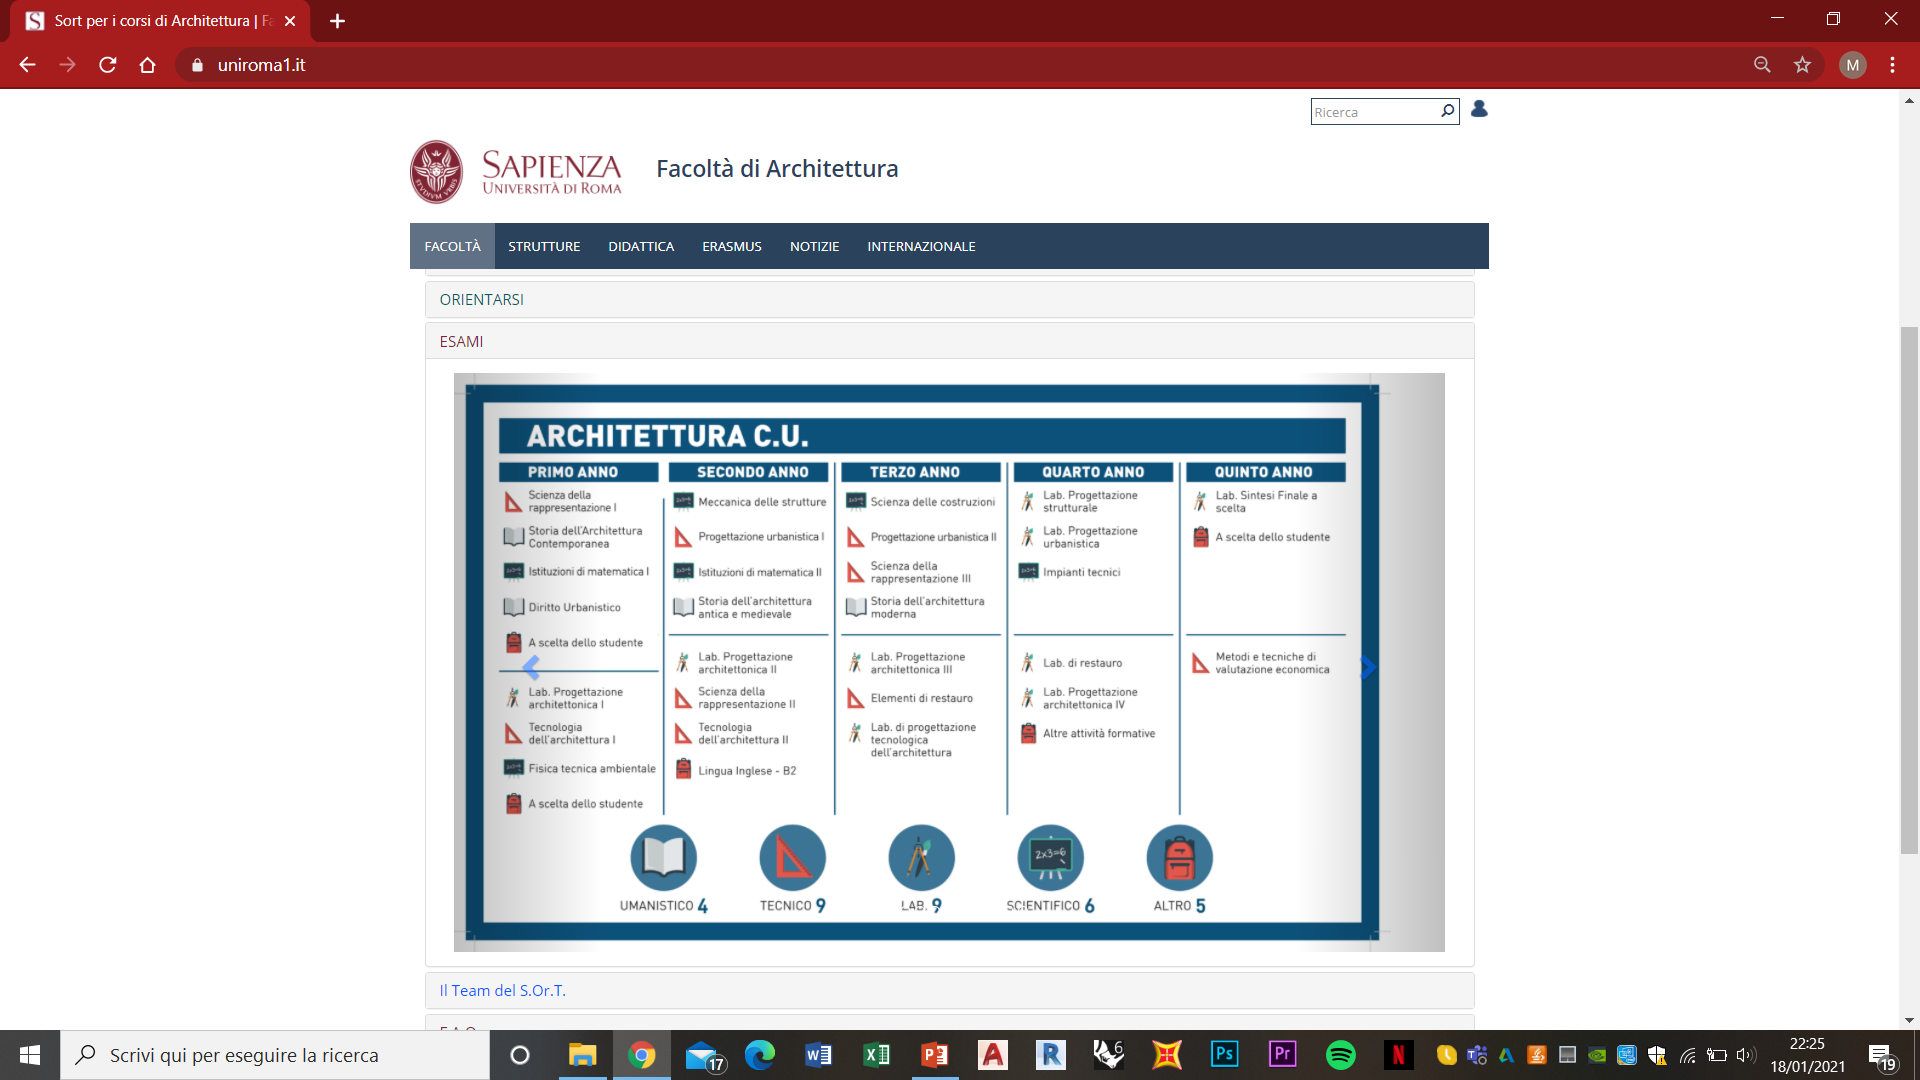 Sort per i corsi di Architettura | Fa
uniroma1.it
M
Ricerca
SAPIENZA
UNIVERSITÀ DI ROMA
Facoltà di Architettura
FACOLTÀ STRUTTURE DIDATTICA ERASMUS NOTIZIE INTERNAZIONALE
ORIENTARSI
ESAMI
ARCHITETTURA C.U.
PRIMO ANNO
Scienza della
rappresentazione I
Storia dell'Architettura
Contemporanea
Istituzioni di matematica I
Diritto Urbanistico
A scelta dello studente
Lab. Progettazione
architettonica I
Tecnologia
dell'architettura I
Fisica tecnica ambientale
A scelta dello studente
SECONDO ANNO
Meccanica delle strutture
Progettazione urbanistica I
Istituzioni di matematica II
Storia dell'architettura
antica e medievale
Lab. Progettazione
architettonica II
Scienza della
rappresentazione II
Tecnologia
dell'architettura II
Lingua Inglese - B2
TERZO ANNO
Scienza delle costruzioni
Progettazione urbanistica II
Scienza della
rappresentazione III
Storia dell'architettura
moderna
Lab. Progettazione
architettonica III
Elementi di restauro
Lab. di progettazione
tecnologica
dell'architettura
QUARTO ANNO
Lab. Progettazione
strutturale
Lab. Progettazione
urbanistica
Impianti tecnici
Lab. di restauro
Lab. Progettazione
architettonica IV
Altre attività formative
QUINTO ANNO
Lab. Sintesi Finale a
scelta
A scelta dello studente
Metodi e tecniche di
valutazione economica
2x3=6
UMANISTICO 4 TECNICO 9 LAB. 9 SCIENTIFICO 6 ALTRO 5
Il Team del S.Or.T.
Scrivi qui per eseguire la ricerca
17
6
Ps
Pr
22:25
18/01/2021
19